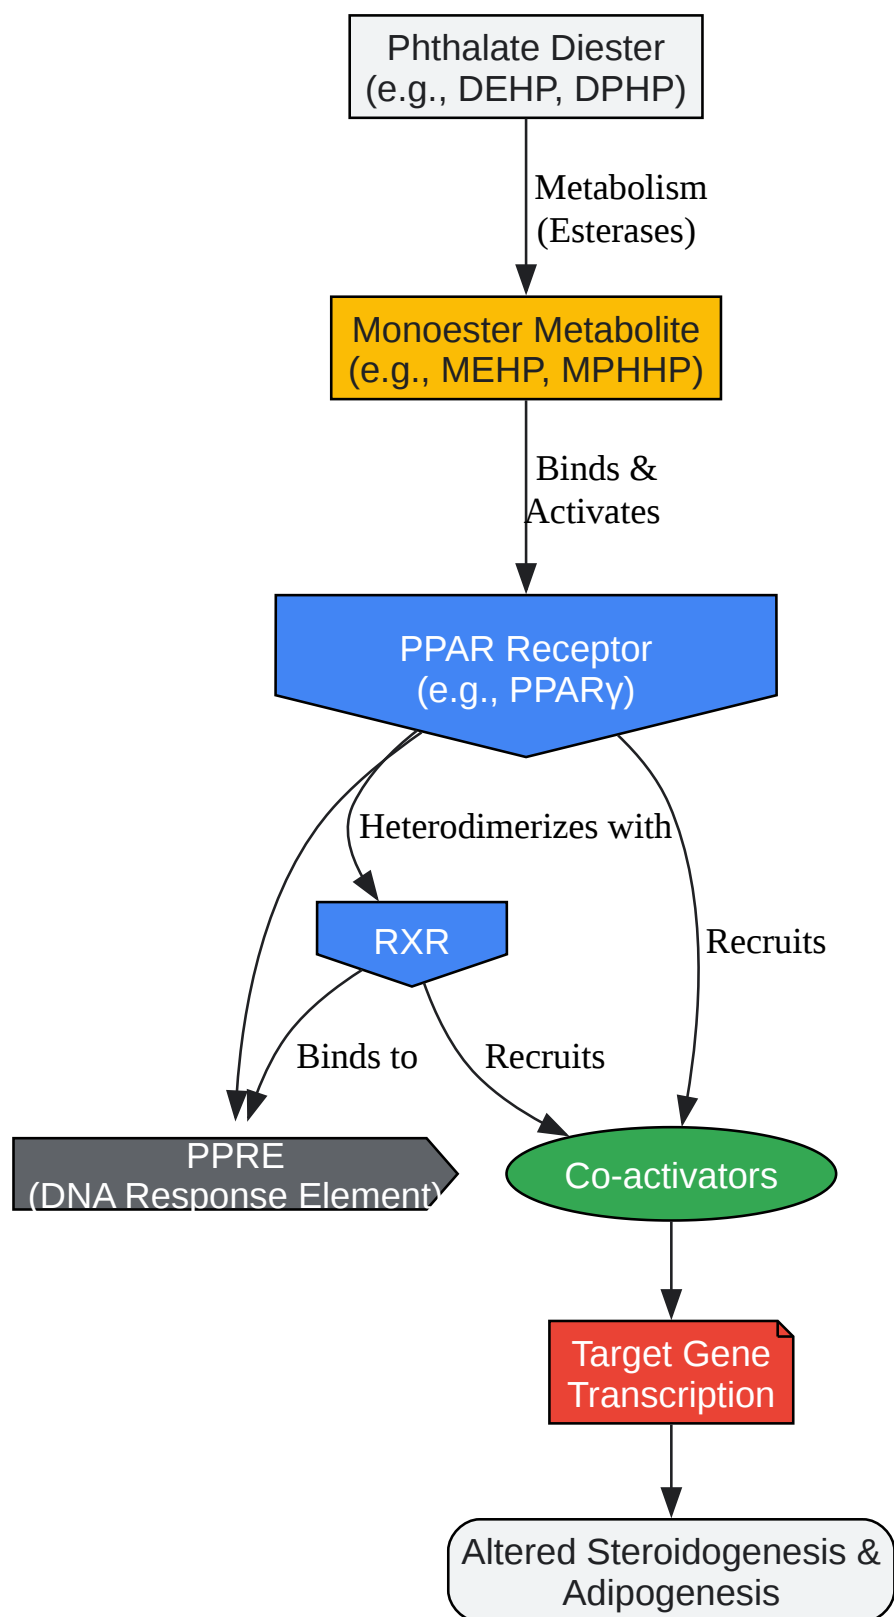 Phthalate Diester
(e.g., DEHP, DPHP)
Metabolism
(Esterases)
Monoester Metabolite
(e.g., MEHP, MPHHP)
Binds &
Activates
PPAR Receptor
(e.g., PPARγ)
Heterodimerizes with
RXR
Recruits
Binds to
Recruits
PPRE
(DNA Response Element)
Co-activators
Target Gene
Transcription
Altered Steroidogenesis &
Adipogenesis